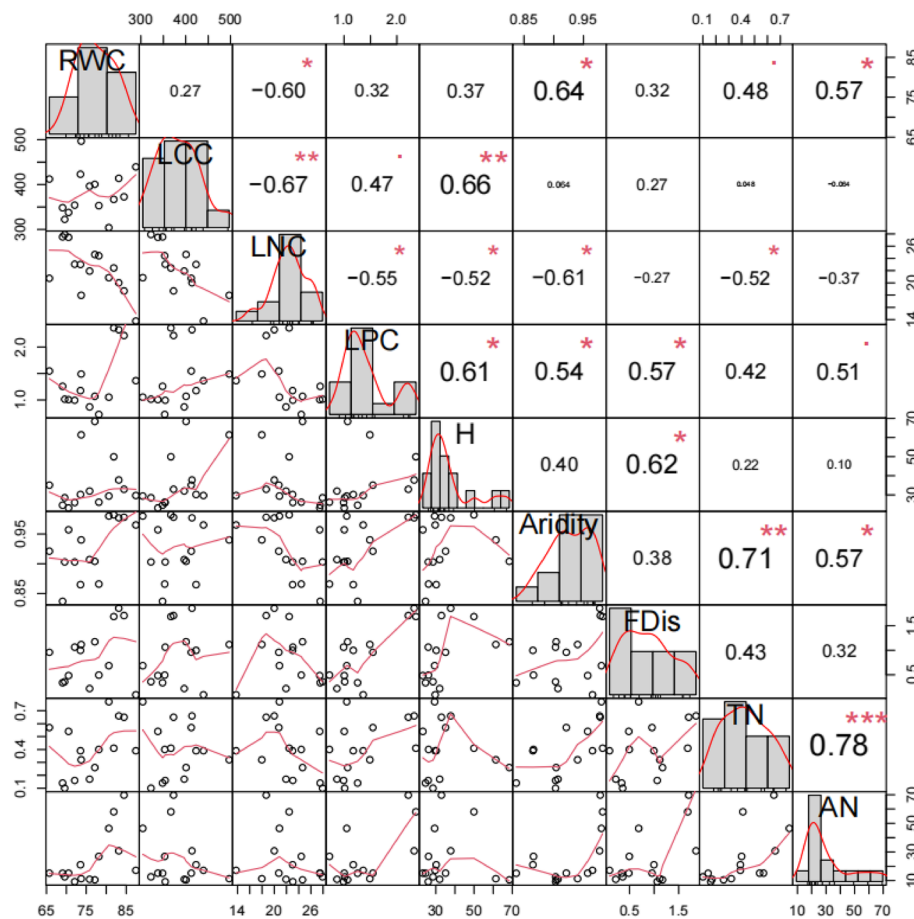 300 400 500 1.0 2.0 0.85 0.95 0.1 0.4 0.7
RWC 0.27 * −0.60 0.32 0.37 * 0.64 0.32 . 0.48 * 0.57
65 75 85
300 400 500
LCC ** −0.67 . 0.47 ** 0.66 0.064 0.27 0.048 −0.084
LNC * −0.55 * −0.52 * −0.61 −0.27 * −0.52 −0.37
14 20 26
1.0 2.0
LPC * 0.61 * 0.54 * 0.57 0.42 . 0.51
H 0.40 * 0.62 0.22 0.10
30 50 70
0.85 0.95
Aridity 0.38 ** 0.71 * 0.57
FDis 0.43 0.32
0.5 1.5
0.1 0.4 0.7
TN *** 0.78
AN
10 30 50 70
65 75 85 14 20 26 30 50 70 0.5 1.5 10 30 50 70